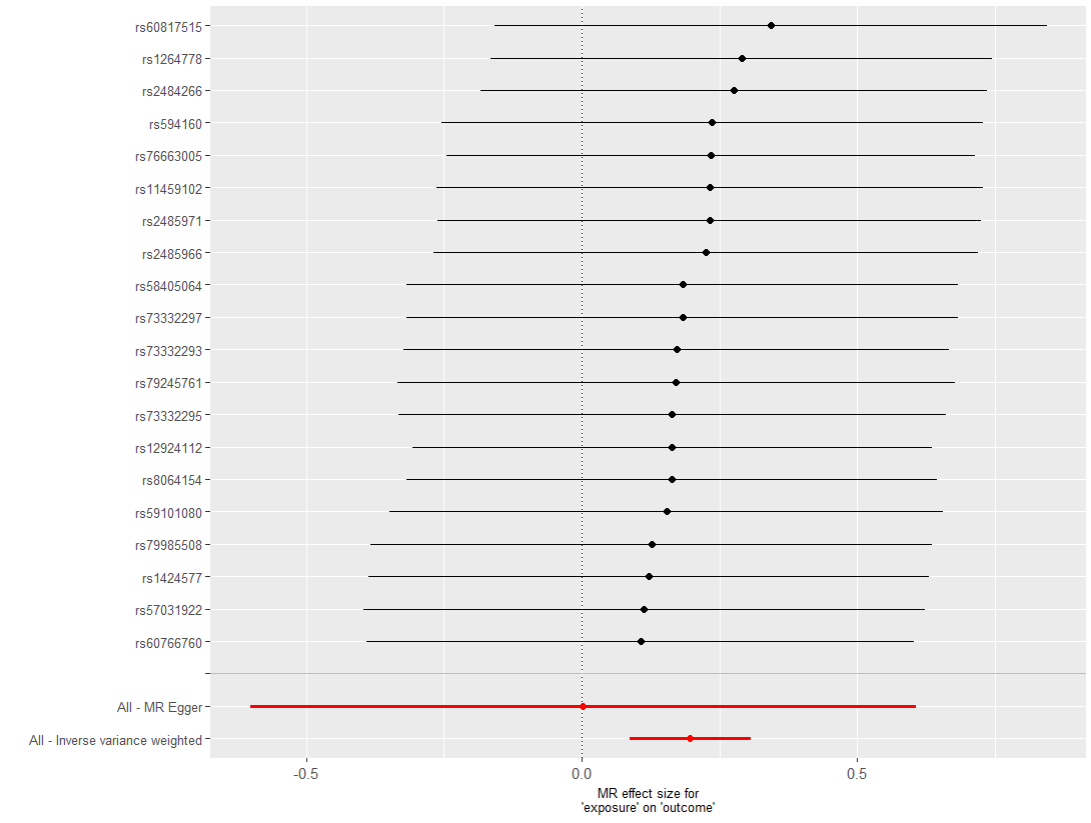 rs60817515
rs1264778
rs2484266
rs594160
rs76663005
rs11459102
rs2485971
rs2485966
rs58405064
rs73332297
rs73332293
rs79245761
rs73332295
rs12924112
rs8064154
rs59101080
rs79985508
rs1424577
rs57031922
rs60766760
All - MR Egger
All - Inverse variance weighted
-0.5 0.0 0.5
MR effect size for
'exposure' on 'outcome'